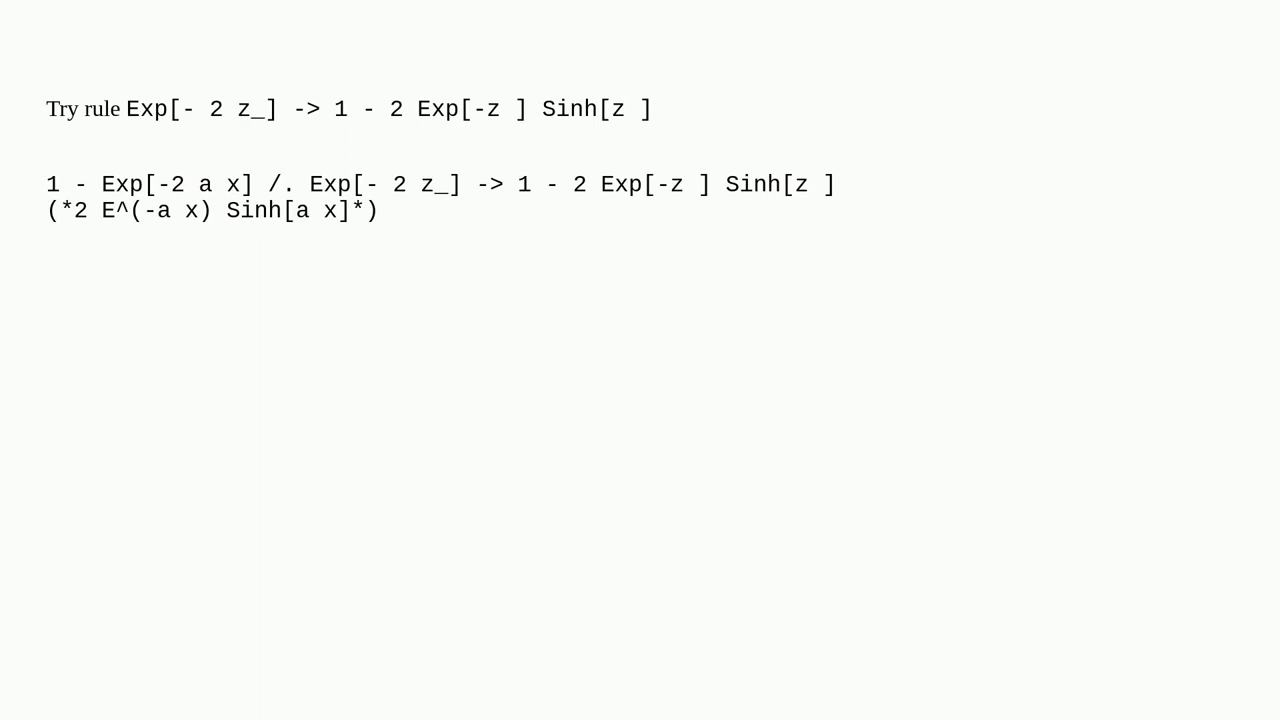 Try rule Exp[- 2 z_] -> 1 - 2 Exp[-z ] Sinh[z ]
1 - Exp[-2 a x] /. Exp[- 2 z_] -> 1 - 2 Exp[-z ] Sinh[z ]
(*2 E^(-a x) Sinh[a x]*)